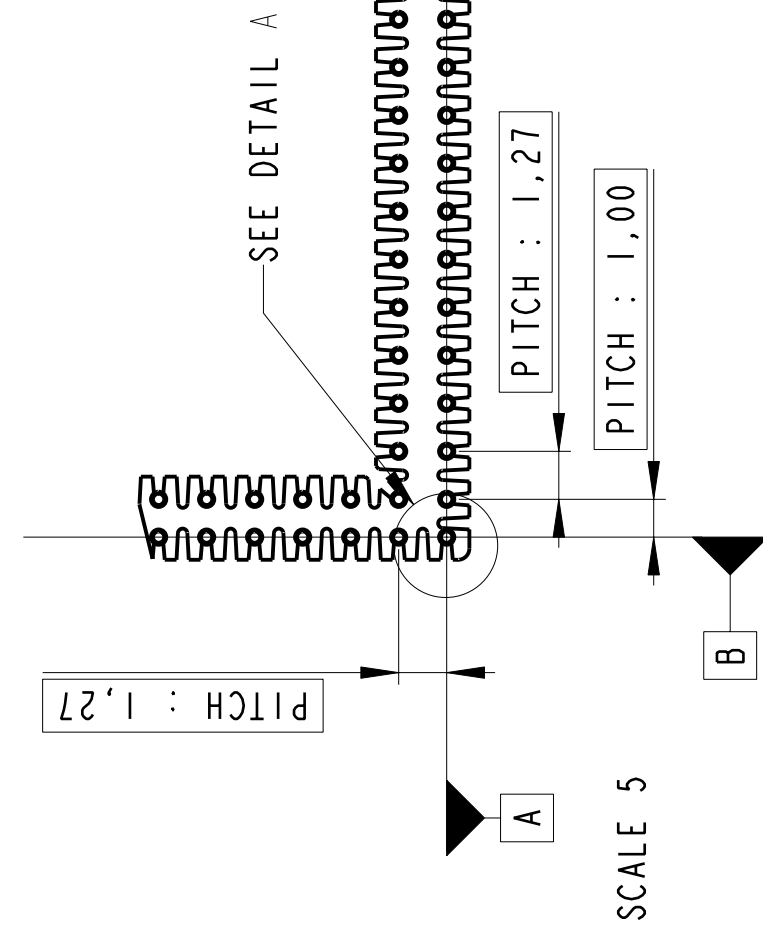 SEE DETAIL A
PITCH : 1,27
PITCH : 1,00
PITCH : 1,27
B
A
SCALE 5